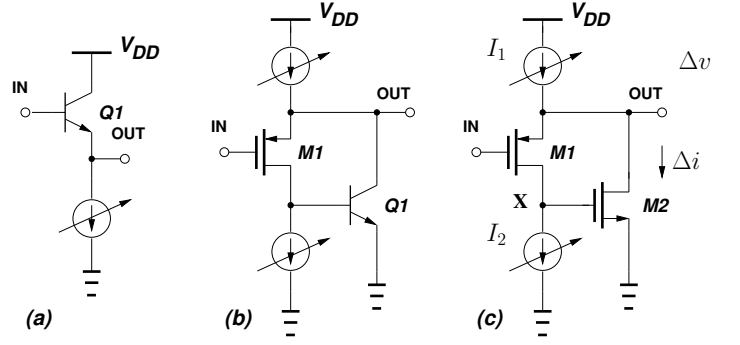 V_DD
IN
Q1
OUT
(a)
V_DD
IN
OUT
M1
Q1
(b)
V_DD
I_1
Δv
OUT
IN
M1
Δi
X
M2
I_2
(c)